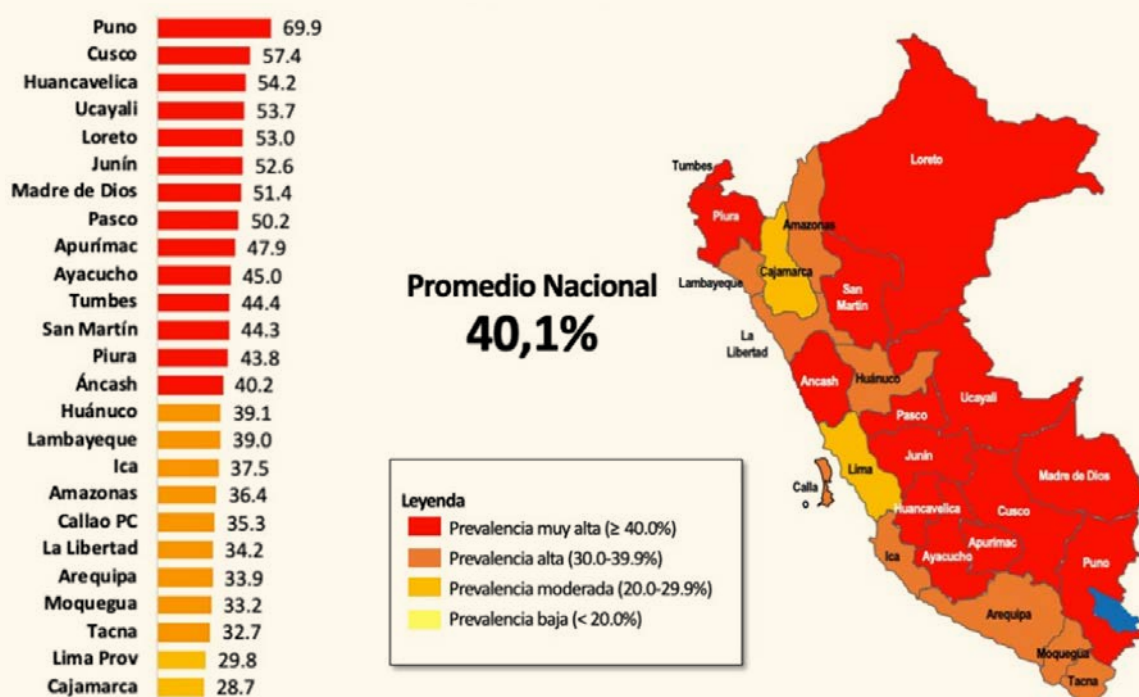 Puno 69.9
Cusco 57.4
Huancavelica 54.2
Ucayali 53.7
Loreto 53.0
Junín 52.6
Madre de Dios 51.4
Pasco 50.2
Apurímac 47.9
Ayacucho 45.0
Tumbes 44.4
San Martín 44.3
Piura 43.8
Áncash 40.2
Huánuco 39.1
Lambayeque 39.0
Ica 37.5
Amazonas 36.4
Callao PC 35.3
La Libertad 34.2
Arequipa 33.9
Moquegua 33.2
Tacna 32.7
Lima Prov 29.8
Cajamarca 28.7
Promedio Nacional
40,1%
Leyenda
Prevalencia muy alta (≥ 40.0%)
Prevalencia alta (30.0-39.9%)
Prevalencia moderada (20.0-29.9%)
Prevalencia baja (< 20.0%)
Loreto
Tumbes
Piura
Amazonas
Cajamarca
Lambayeque
San
Martín
La
Libertad
Huánuco
Ancash
Ucayali
Pasco
Junín
Lima
Madre de Dios
Calla
o
Huancavelica
Cusco
Apurímac
Ica
Ayacucho
Puno
Arequipa
Moquegua
Tacna